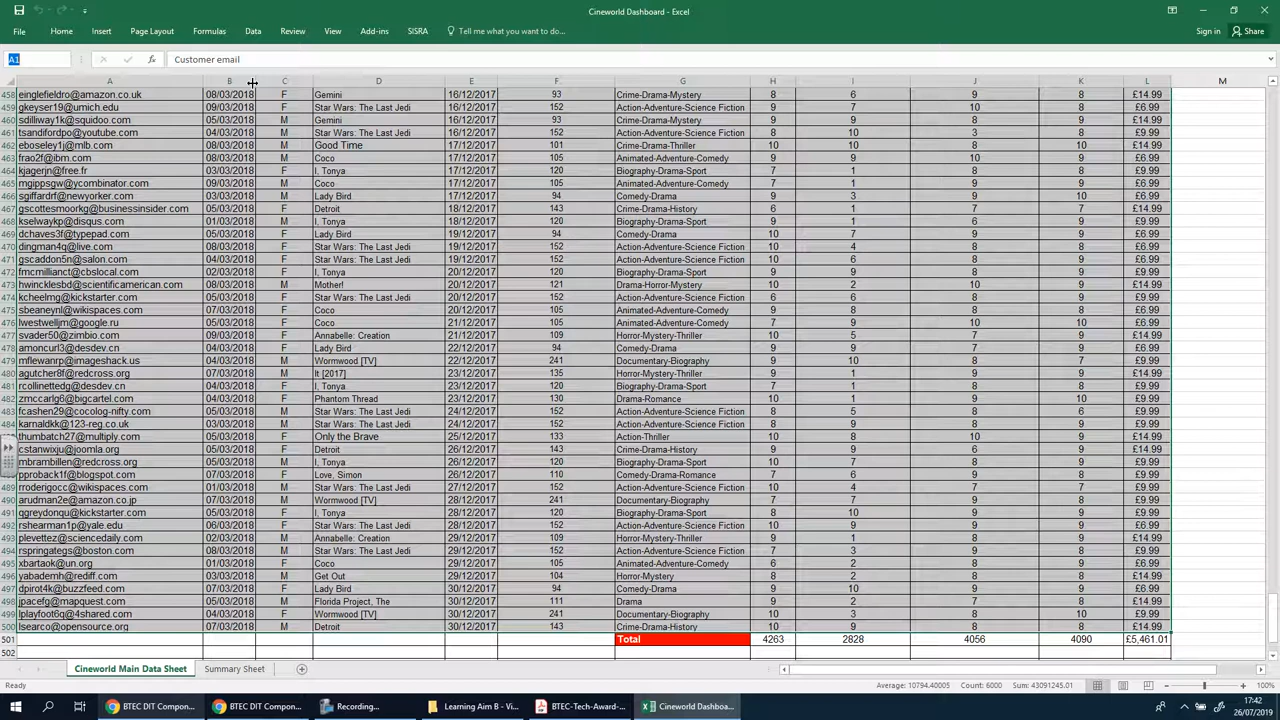 Cineworld Dashboard - Excel
File Home Insert Page Layout Formulas Data Review View Add-ins SISRA Tell me what you want to do... Sign in Share
A1 fx Customer email
A B C D E F G H I J K L M
458 einglefieldro@amazon.co.uk 08/03/2018 F Gemini 16/12/2017 93 Crime-Drama-Mystery 8 6 9 8 £14.99
459 gkeyser19@umich.edu 09/03/2018 F Star Wars: The Last Jedi 16/12/2017 152 Action-Adventure-Science Fiction 9 7 10 8 £6.99
460 sdilliway1k@squidoo.com 05/03/2018 M Gemini 16/12/2017 93 Crime-Drama-Mystery 9 9 8 9 £14.99
461 tsandifordpo@youtube.com 04/03/2018 M Star Wars: The Last Jedi 16/12/2017 152 Action-Adventure-Science Fiction 8 10 3 8 £9.99
462 eboseley1j@mlb.com 08/03/2018 M Good Time 16/12/2017 101 Crime-Drama-Thriller 10 10 8 10 £14.99
463 frao2f@ibm.com 08/03/2018 M Coco 17/12/2017 105 Animated-Adventure-Comedy 9 9 10 8 £6.99
464 kjagerjn@free.fr 03/03/2018 F I, Tonya 17/12/2017 120 Biography-Drama-Sport 7 1 8 8 £9.99
465 mgippsgw@ycombinator.com 09/03/2018 M Coco 17/12/2017 105 Animated-Adventure-Comedy 7 1 8 9 £6.99
466 sgiffardrf@newyorker.com 03/03/2018 M Lady Bird 17/12/2017 94 Comedy-Drama 9 3 9 10 £6.99
467 gscottesmoorkg@businessinsider.com 05/03/2018 M Detroit 18/12/2017 143 Crime-Drama-History 6 1 7 7 £14.99
468 kselwaykp@disqus.com 01/03/2018 M I, Tonya 18/12/2017 120 Biography-Drama-Sport 9 1 6 9 £9.99
469 dchaves3f@typepad.com 05/03/2018 F Lady Bird 19/12/2017 94 Comedy-Drama 10 7 8 9 £6.99
470 dingman4q@live.com 08/03/2018 M Star Wars: The Last Jedi 19/12/2017 152 Action-Adventure-Science Fiction 10 4 8 8 £9.99
471 gscaddon5n@salon.com 04/03/2018 F Star Wars: The Last Jedi 19/12/2017 152 Action-Adventure-Science Fiction 10 6 8 9 £6.99
472 fmcmillianct@cbslocal.com 02/03/2018 M I, Tonya 20/12/2017 120 Biography-Drama-Sport 10 9 8 9 £9.99
473 hwincklesbd@scientificamerican.com 08/03/2018 M Mother! 20/12/2017 121 Drama-Horror-Mystery 10 2 8 8 £14.99
474 kcheelmg@kickstarter.com 09/03/2018 F Star Wars: The Last Jedi 20/12/2017 152 Action-Adventure-Science Fiction 6 6 8 9 £9.99
475 sbeaneynl@wikispaces.com 07/03/2018 F Coco 20/12/2017 105 Animated-Adventure-Comedy 9 9 8 9 £6.99
476 lwestwelljm@google.ru 05/03/2018 F Coco 21/12/2017 105 Animated-Adventure-Comedy 7 9 10 10 £6.99
477 svader50@zimbio.com 09/03/2018 F Annabelle: Creation 21/12/2017 109 Horror-Mystery-Thriller 10 5 7 9 £14.99
478 amoncurl3@desdev.cn 04/03/2018 F Lady Bird 22/12/2017 94 Comedy-Drama 9 9 7 8 £6.99
479 mflewanrp@imageshack.us 04/03/2018 M Wormwood [TV] 22/12/2017 241 Documentary-Biography 9 10 8 7 £9.99
480 agutcher8f@redcross.org 07/03/2018 M It [2017] 23/12/2017 135 Horror-Mystery-Thriller 9 1 9 9 £14.99
481 rcollinettedg@desdev.cn 04/03/2018 F I, Tonya 23/12/2017 120 Biography-Drama-Sport 7 1 8 9 £9.99
482 zmccarlg6@bigcartel.com 04/03/2018 F Phantom Thread 23/12/2017 130 Drama-Romance 7 1 9 10 £14.99
483 fcashen29@cocolog-nifty.com 05/03/2018 M Star Wars: The Last Jedi 24/12/2017 152 Action-Adventure-Science Fiction 8 5 8 6 £9.99
484 karnaldkk@123-reg.co.uk 03/03/2018 M Star Wars: The Last Jedi 24/12/2017 152 Action-Adventure-Science Fiction 9 8 8 9 £9.99
thumbatch27@multiply.com 05/03/2018 M Only the Brave 25/12/2017 133 Action-Thriller 10 8 10 9 £14.99
cstanwixju@joomla.org 05/03/2018 F Detroit 26/12/2017 143 Crime-Drama-History 9 9 6 9 £14.99
mbrambillen@redcross.org 05/03/2018 M I, Tonya 26/12/2017 120 Biography-Drama-Sport 10 7 8 8 £9.99
pproback1f@blogspot.com 07/03/2018 F Love, Simon 26/12/2017 110 Comedy-Drama-Romance 7 6 8 8 £14.99
489 rroderigocc@wikispaces.com 01/03/2018 M Star Wars: The Last Jedi 27/12/2017 152 Action-Adventure-Science Fiction 10 4 7 9 £6.99
490 arudman2e@amazon.co.jp 07/03/2018 M Wormwood [TV] 28/12/2017 241 Documentary-Biography 7 7 9 9 £9.99
491 qgreydonqu@kickstarter.com 05/03/2018 F I, Tonya 28/12/2017 120 Biography-Drama-Sport 9 9 8 8 £9.99
492 rshearman1p@yale.edu 06/03/2018 F Star Wars: The Last Jedi 28/12/2017 152 Action-Adventure-Science Fiction 10 9 9 9 £6.99
493 plevettez@sciencedaily.com 02/03/2018 M Annabelle: Creation 29/12/2017 109 Horror-Mystery-Thriller 9 1 9 8 £14.99
494 rspringategs@boston.com 08/03/2018 M Star Wars: The Last Jedi 29/12/2017 152 Action-Adventure-Science Fiction 7 3 9 8 £9.99
495 xbartaok@un.org 01/03/2018 F Coco 29/12/2017 105 Animated-Adventure-Comedy 6 2 8 9 £6.99
496 yabademh@rediff.com 03/03/2018 M Get Out 29/12/2017 104 Horror-Mystery 8 2 8 8 £14.99
497 dpirot4k@buzzfeed.com 07/03/2018 F Lady Bird 30/12/2017 94 Comedy-Drama 9 10 9 8 £9.99
498 jpacefg@mapquest.com 05/03/2018 M Florida Project, The 30/12/2017 111 Drama 9 2 7 8 £14.99
499 lplayfoot6q@4shared.com 01/03/2018 F Wormwood [TV] 30/12/2017 241 Documentary-Biography 10 3 8 8 £9.99
500 lsearco@opensource.org 07/03/2018 M Detroit 30/12/2017 143 Crime-Drama-History 10 9 8 8 £14.99
501 Total 4263 2828 4056 4090 £5,461.01
502
Cineworld Main Data Sheet Summary Sheet
Ready Average: 10794.40005 Count: 6000 Sum: 43091245.01 100%
BTEC DIT Compon... BTEC DIT Compon... Recording... Learning Aim B - Vi... BTEC-Tech-Award-... Cineworld Dashboa... 17:42
26/07/2019